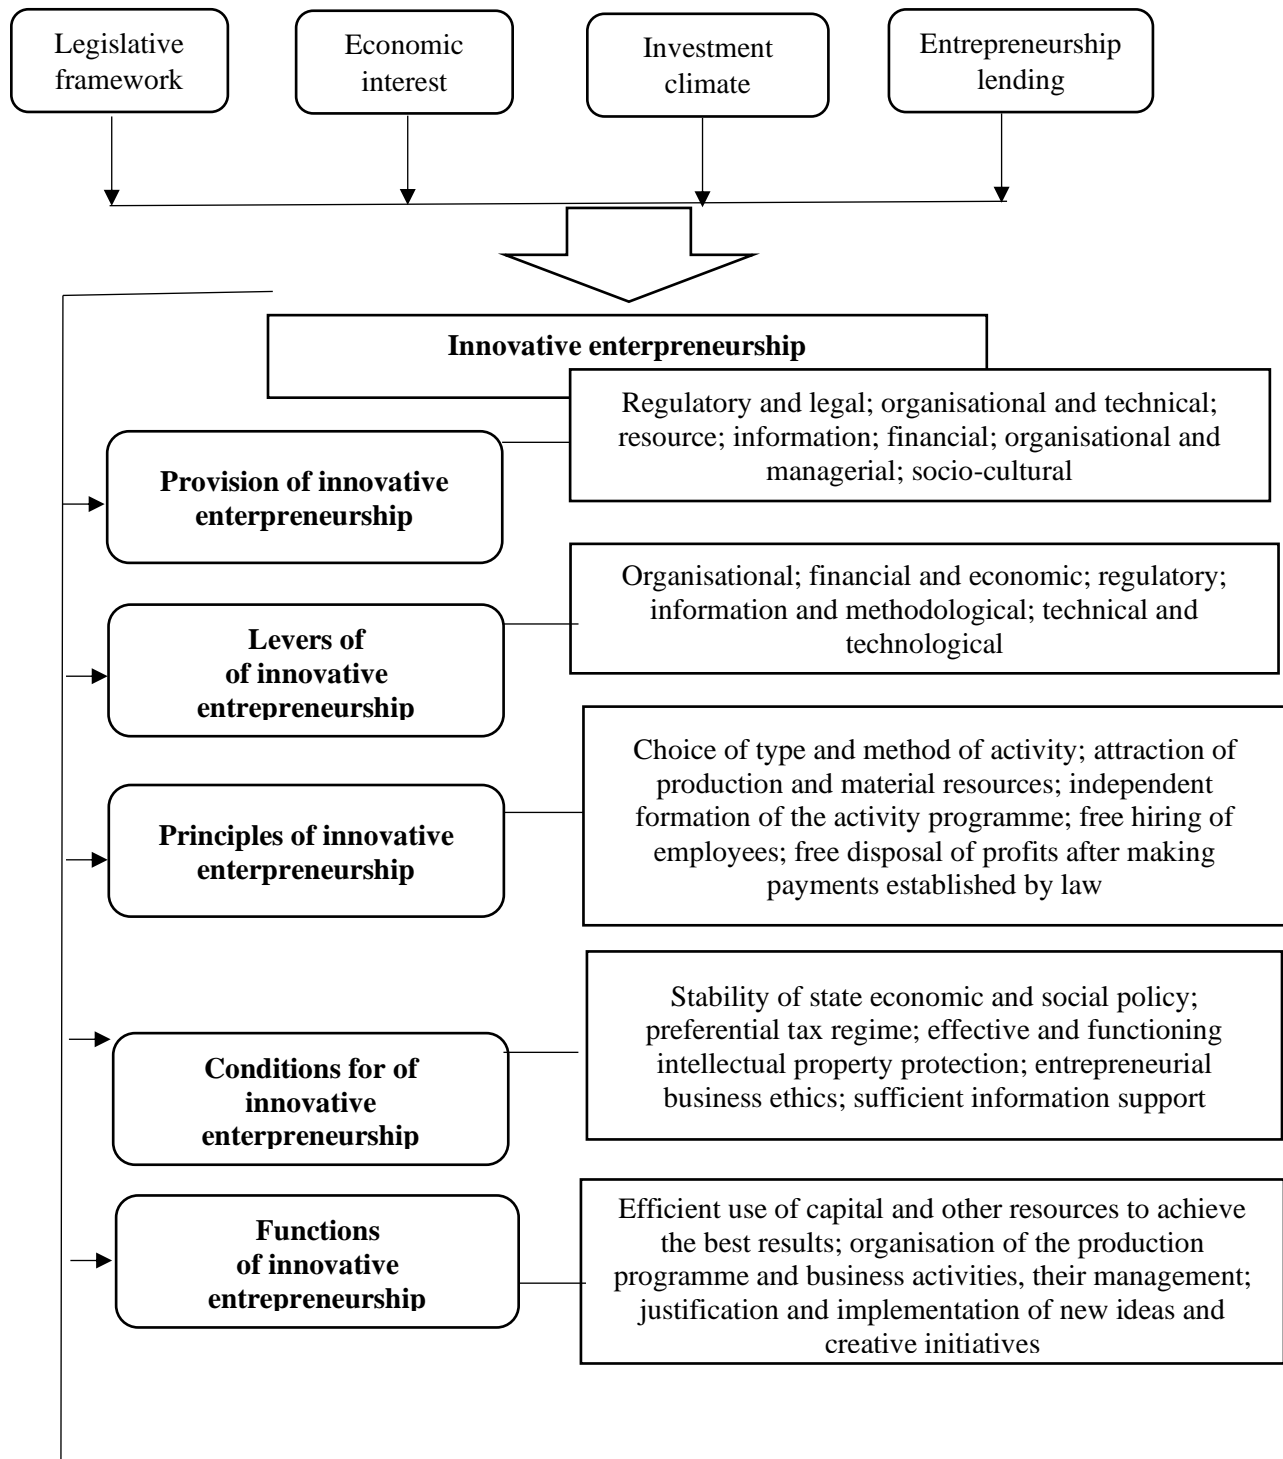 Legislative
framework
Economic
interest
Investment
climate
Entrepreneurship
lending
Innovative enterpreneurship
Regulatory and legal; organisational and technical;
resource; information; financial; organisational and
managerial; socio-cultural
Provision of innovative
enterpreneurship
Organisational; financial and economic; regulatory;
information and methodological; technical and
technological
Levers of
of innovative
entrepreneurship
Choice of type and method of activity; attraction of
production and material resources; independent
formation of the activity programme; free hiring of
employees; free disposal of profits after making
payments established by law
Principles of innovative
enterpreneurship
Stability of state economic and social policy;
preferential tax regime; effective and functioning
intellectual property protection; entrepreneurial
business ethics; sufficient information support
Conditions for of
innovative
enterpreneurship
Efficient use of capital and other resources to achieve
the best results; organisation of the production
programme and business activities, their management;
justification and implementation of new ideas and
creative initiatives
Functions
of innovative
entrepreneurship